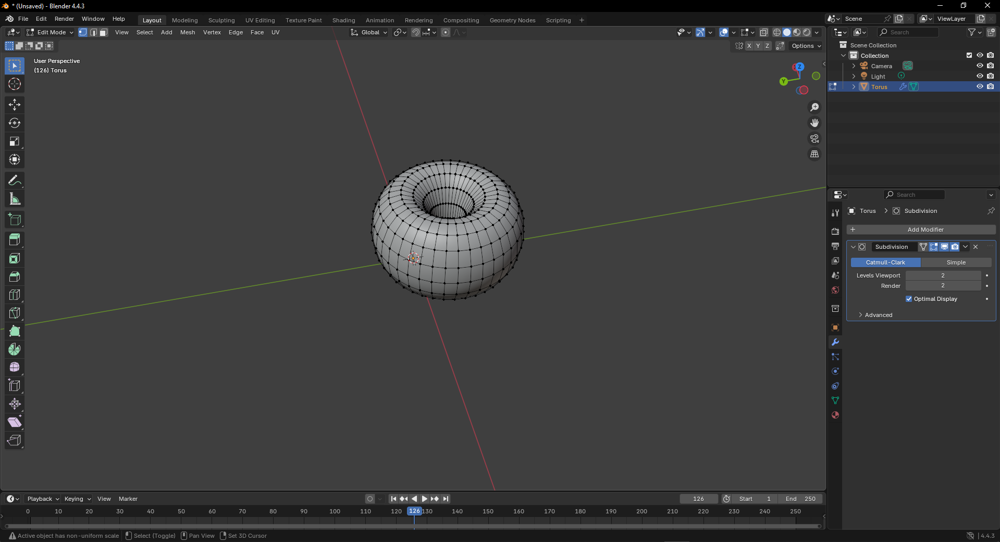 * (Unsaved) - Blender 4.4.3
File Edit Render Window Help Layout Modeling Sculpting UV Editing Texture Paint Shading Animation Rendering Compositing Geometry Nodes Scripting + Scene ViewLayer
Edit Mode View Select Add Mesh Vertex Edge Face UV Global Search
X Y Z Options
User Perspective
(126) Torus
Z
Y
Scene Collection
Collection
Camera
Light
Torus
Search
Torus > Subdivision
+ Add Modifier
Subdivision
Catmull-Clark Simple
Levels Viewport 2
Render 2
Optimal Display
Advanced
Playback Keying View Marker 126 Start 1 End 250
0 10 20 30 40 50 60 70 80 90 100 110 120 126 130 140 150 160 170 180 190 200 210 220 230 240 250
Active object has non-uniform scale Select (Toggle) Pan View Set 3D Cursor 4.4.3